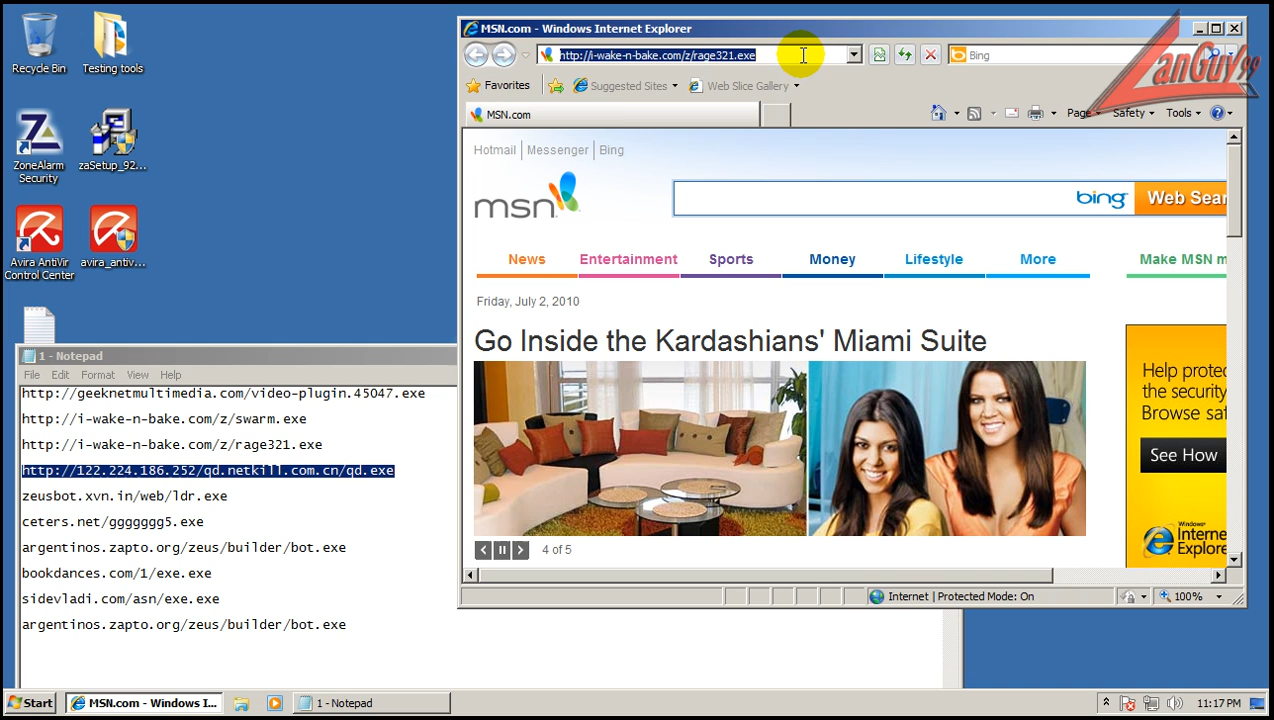 Recycle Bin
Testing tools
ZoneAlarm
Security
zaSetup_92...
Avira AntiVir
Control Center
avira_antiv...
MSN.com - Windows Internet Explorer
http://i-wake-n-bake.com/z/rage321.exe
Bing
anGuy99
Favorites
Suggested Sites
Web Slice Gallery
MSN.com
Page
Safety
Tools
Hotmail
Messenger
Bing
msn
bing
Web Sear
News
Entertainment
Sports
Money
Lifestyle
More
Make MSN m
Friday, July 2, 2010
Go Inside the Kardashians' Miami Suite
Help protec
the security
Browse saf
See How
Windows
Interne
Explore
4 of 5
Internet | Protected Mode: On
100%
1 - Notepad
File Edit Format View Help
http://geeknetmultimedia.com/video-plugin.45047.exe
http://i-wake-n-bake.com/z/swarm.exe
http://i-wake-n-bake.com/z/rage321.exe
http://122.224.186.252/qd.netkill.com.cn/qd.exe
zeusbot.xvn.in/web/ldr.exe
ceters.net/ggggggg5.exe
argentinos.zapto.org/zeus/builder/bot.exe
bookdances.com/1/exe.exe
sidevladi.com/asn/exe.exe
argentinos.zapto.org/zeus/builder/bot.exe
Start
MSN.com - Windows I...
1 - Notepad
11:17 PM